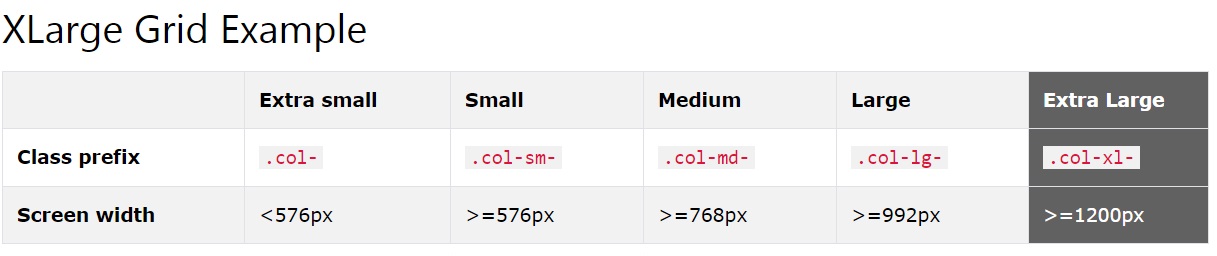 XLarge Grid Example
Extra small Small Medium Large Extra Large
Class prefix .col- .col-sm- .col-md- .col-lg- .col-xl-
Screen width <576px >=576px >=768px >=992px >=1200px